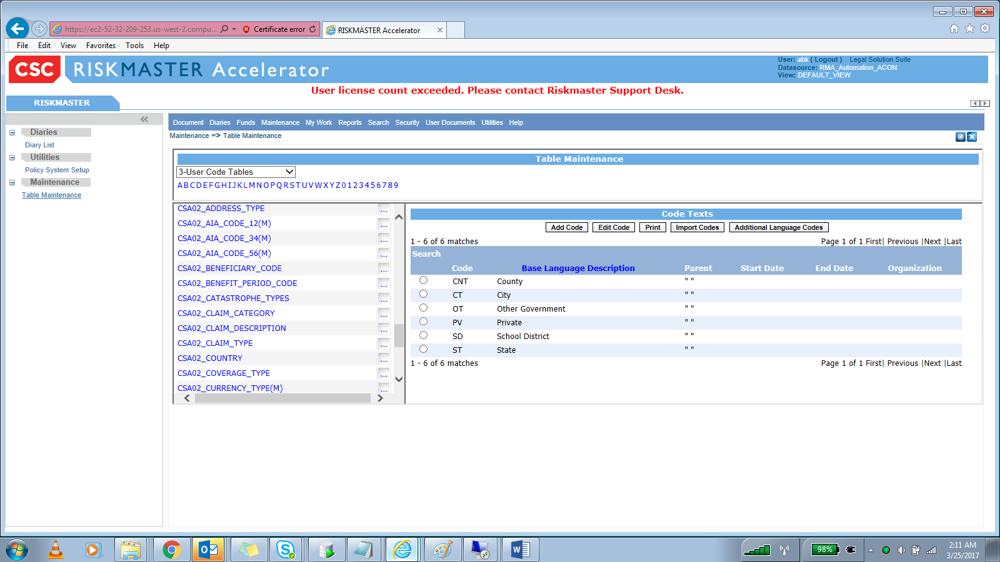 https://ec2-52-32-209-253.us-west-2.compu...
Certificate error
RISKMASTER Accelerator
File Edit View Favorites Tools Help
CSC RISKMASTER Accelerator
User: abk ( Logout ) Legal Solution Suite
Datasource: RMA_Automation_ACON
View: DEFAULT_VIEW
User license count exceeded. Please contact Riskmaster Support Desk.
RISKMASTER
Diaries
Diary List
Utilities
Policy System Setup
Maintenance
Table Maintenance
Document Diaries Funds Maintenance My Work Reports Search Security User Documents Utilities Help
Maintenance => Table Maintenance
Table Maintenance
3-User Code Tables
A B C D E F G H I J K L M N O P Q R S T U V W X Y Z 0 1 2 3 4 5 6 7 8 9
CSA02_ADDRESS_TYPE ...
CSA02_AIA_CODE_12(M) ...
CSA02_AIA_CODE_34(M) ...
CSA02_AIA_CODE_56(M) ...
CSA02_BENEFICIARY_CODE ...
CSA02_BENEFIT_PERIOD_CODE ...
CSA02_CATASTROPHE_TYPES ...
CSA02_CLAIM_CATEGORY ...
CSA02_CLAIM_DESCRIPTION ...
CSA02_CLAIM_TYPE ...
CSA02_COUNTRY ...
CSA02_COVERAGE_TYPE ...
CSA02_CURRENCY_TYPE(M) ...
Code Texts
Add Code Edit Code Print Import Codes Additional Language Codes
1 - 6 of 6 matches Page 1 of 1 First| Previous |Next |Last
Search
Code Base Language Description Parent Start Date End Date Organization
CNT County " "
CT City " "
OT Other Government " "
PV Private " "
SD School District " "
ST State " "
1 - 6 of 6 matches Page 1 of 1 First| Previous |Next |Last
98%
2:11 AM
3/25/2017